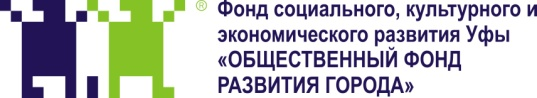 ® Фонд социального, культурного и
экономического развития Уфы
«ОБЩЕСТВЕННЫЙ ФОНД
РАЗВИТИЯ ГОРОДА»